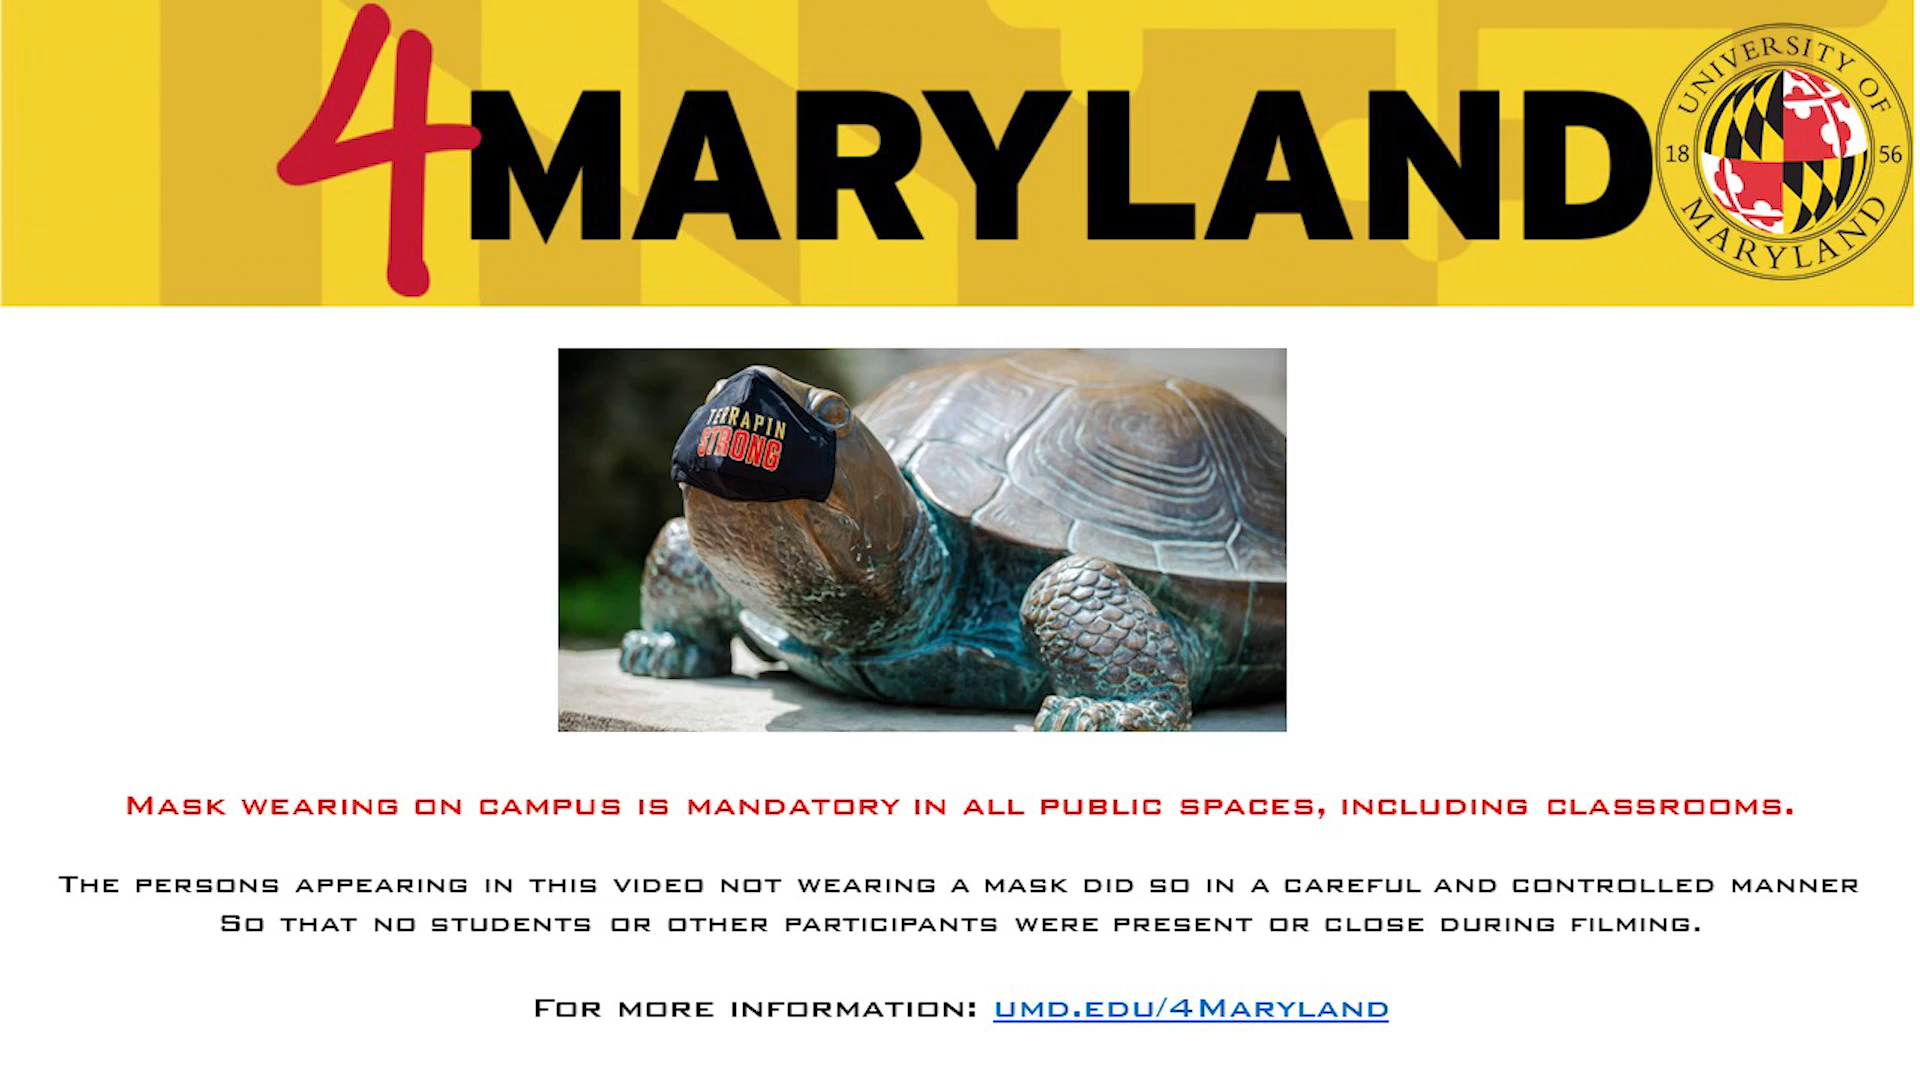 4MARYLAND
UNIVERSITY OF
18 56
MARYLAND
TERRAPIN
STRONG
Mask wearing on campus is mandatory in all public spaces, including classrooms.
The persons appearing in this video not wearing a mask did so in a careful and controlled manner
So that no students or other participants were present or close during filming.
For more information: umd.edu/4Maryland